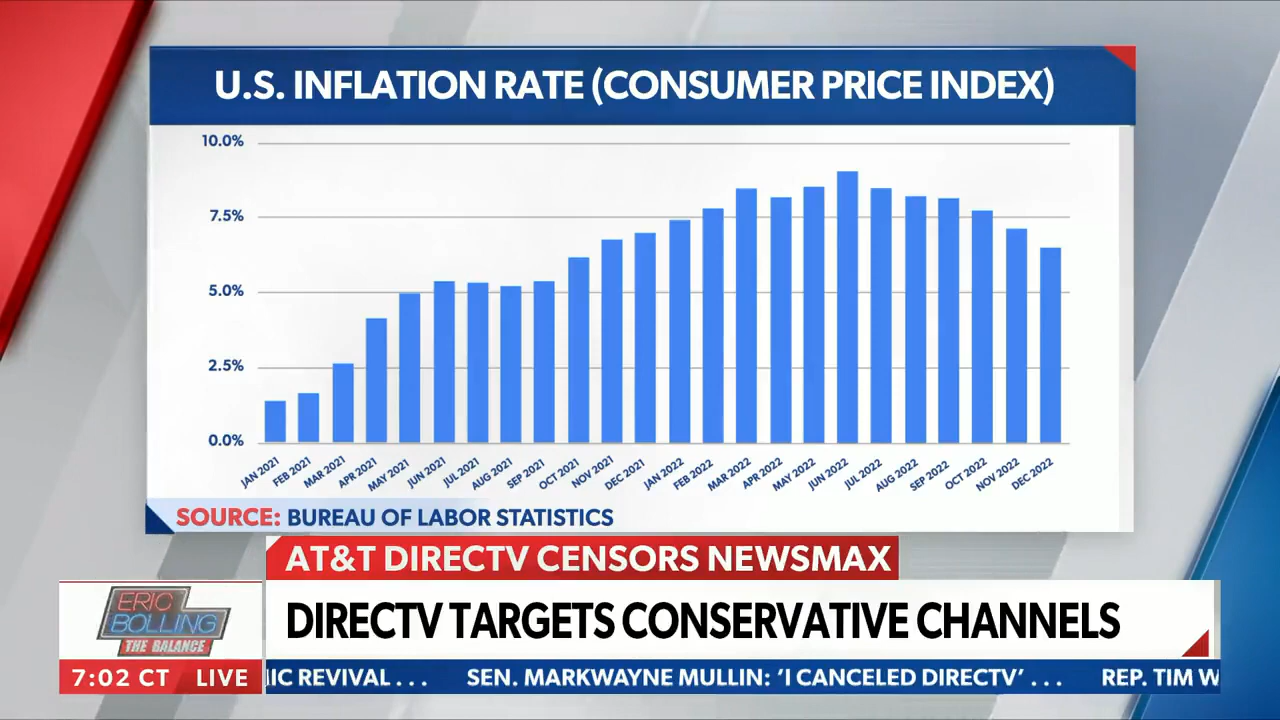 U.S. INFLATION RATE (CONSUMER PRICE INDEX)
10.0%
7.5%
5.0%
2.5%
0.0%
JAN 2021
FEB 2021
MAR 2021
APR 2021
MAY 2021
JUN 2021
JUL 2021
AUG 2021
SEP 2021
OCT 2021
NOV 2021
DEC 2021
JAN 2022
FEB 2022
MAR 2022
APR 2022
MAY 2022
JUN 2022
JUL 2022
AUG 2022
SEP 2022
OCT 2022
NOV 2022
DEC 2022
SOURCE: BUREAU OF LABOR STATISTICS
AT&T DIRECTV CENSORS NEWSMAX
ERIC
BOLLING
THE BALANCE
DIRECTV TARGETS CONSERVATIVE CHANNELS
7:02 CT LIVE
IC REVIVAL . . . SEN. MARKWAYNE MULLIN: 'I CANCELED DIRECTV' . . . REP. TIM W